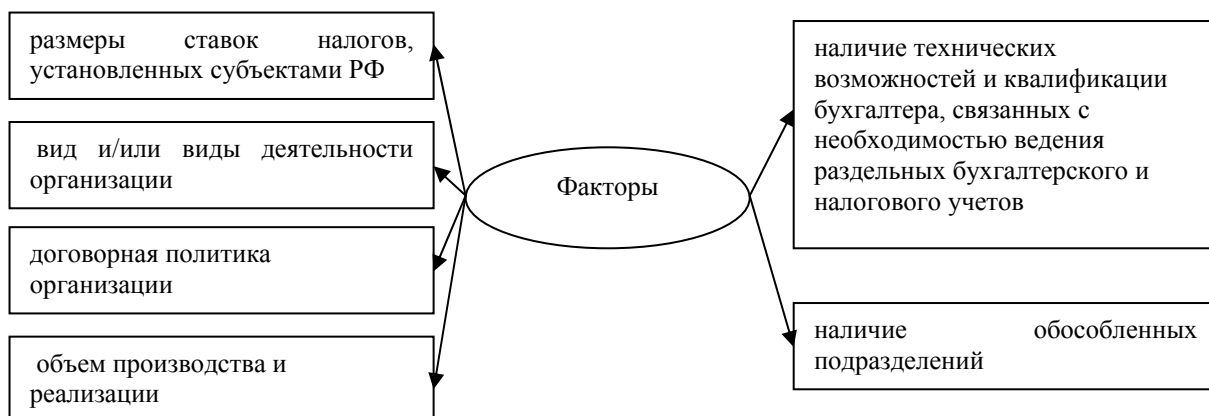 размеры ставок налогов,
установленных субъектами РФ
вид и/или виды деятельности
организации
договорная политика
организации
объем производства и
реализации
Факторы
наличие технических
возможностей и квалификации
бухгалтера, связанных с
необходимостью ведения
раздельных бухгалтерского и
налогового учетов
наличие обособленных
подразделений